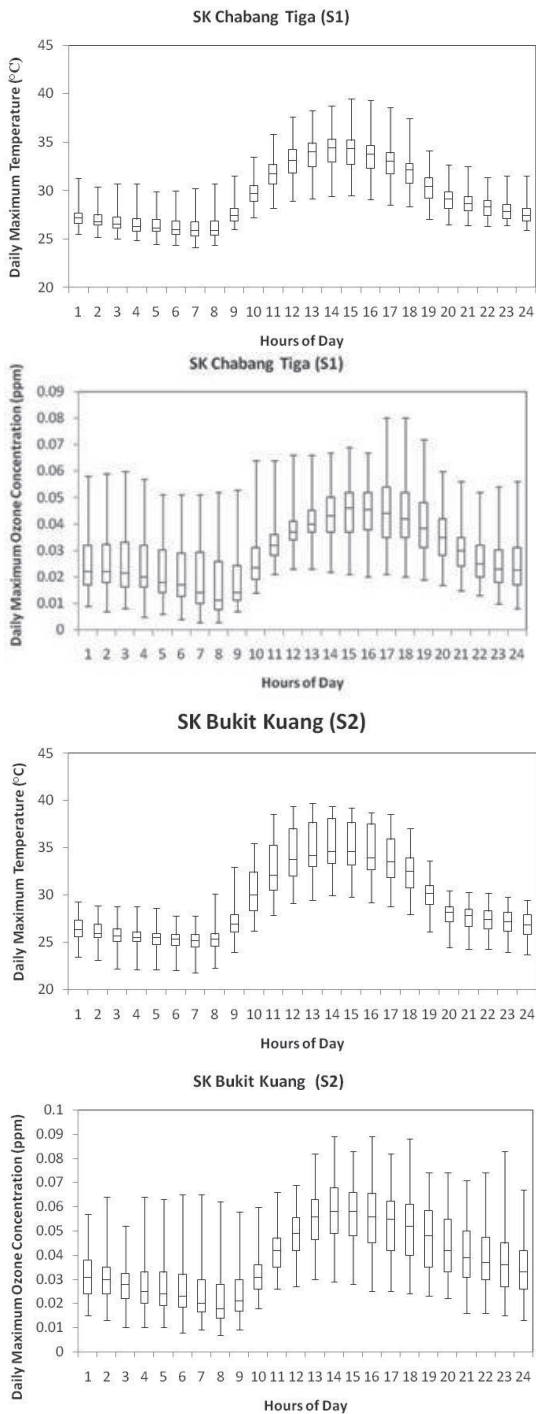 SK Chabang Tiga (S1)
Daily Maximum Temperature (°C)
45
40
35
30
25
20
1 2 3 4 5 6 7 8 9 10 11 12 13 14 15 16 17 18 19 20 21 22 23 24
Hours of Day
SK Chabang Tiga (S1)
Daily Maximum Ozone Concentration (ppm)
0.09
0.08
0.07
0.06
0.05
0.04
0.03
0.02
0.01
0
1 2 3 4 5 6 7 8 9 10 11 12 13 14 15 16 17 18 19 20 21 22 23 24
Hours of Day
SK Bukit Kuang (S2)
Daily Maximum Temperature (°C)
45
40
35
30
25
20
1 2 3 4 5 6 7 8 9 10 11 12 13 14 15 16 17 18 19 20 21 22 23 24
Hours of Day
SK Bukit Kuang (S2)
Daily Maximum Ozone Concentration (ppm)
0.1
0.09
0.08
0.07
0.06
0.05
0.04
0.03
0.02
0.01
0
1 2 3 4 5 6 7 8 9 10 11 12 13 14 15 16 17 18 19 20 21 22 23 24
Hours of Day